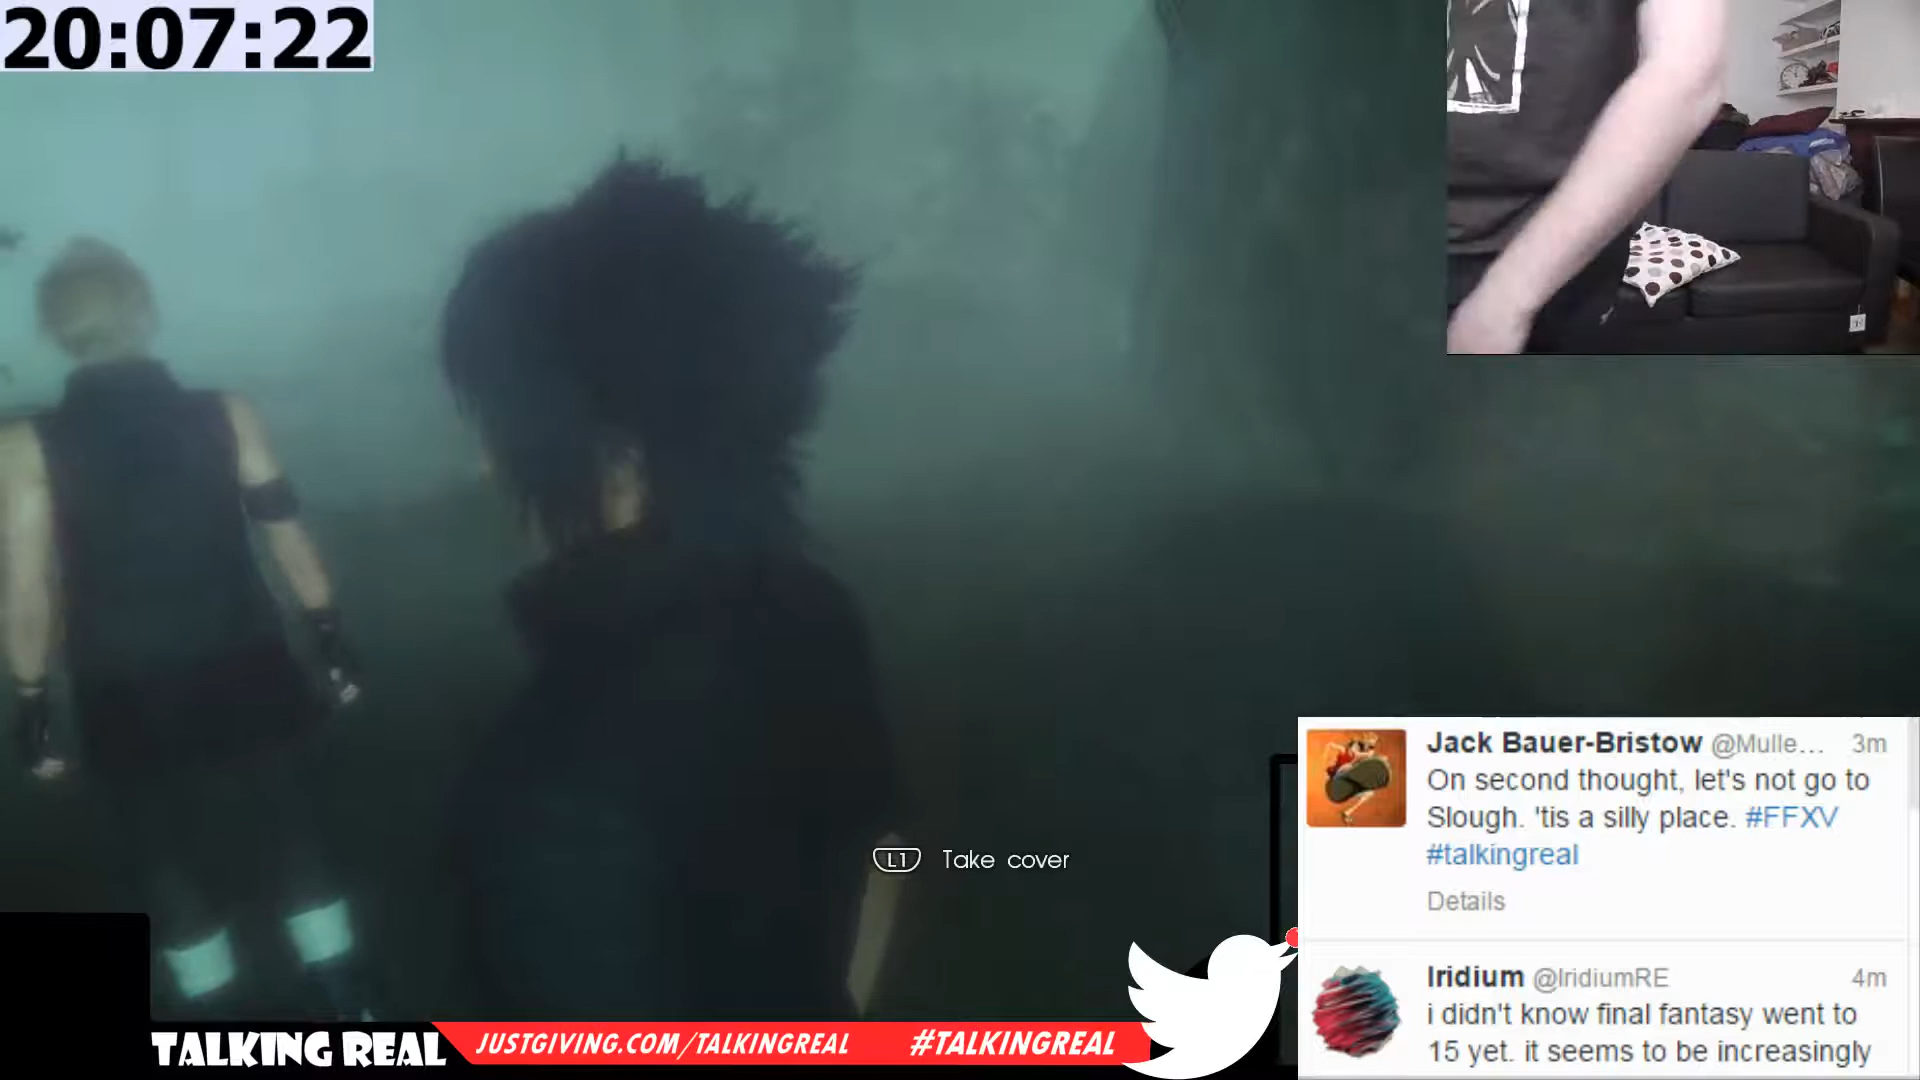 20:07:22
L1 Take cover
Jack Bauer-Bristow @Mulle... 3m
On second thought, let's not go to
Slough. 'tis a silly place. #FFXV
#talkingreal
Details
Iridium @IridiumRE 4m
i didn't know final fantasy went to
15 yet. it seems to be increasingly
TALKING REAL JUSTGIVING.COM/TALKINGREAL #TALKINGREAL